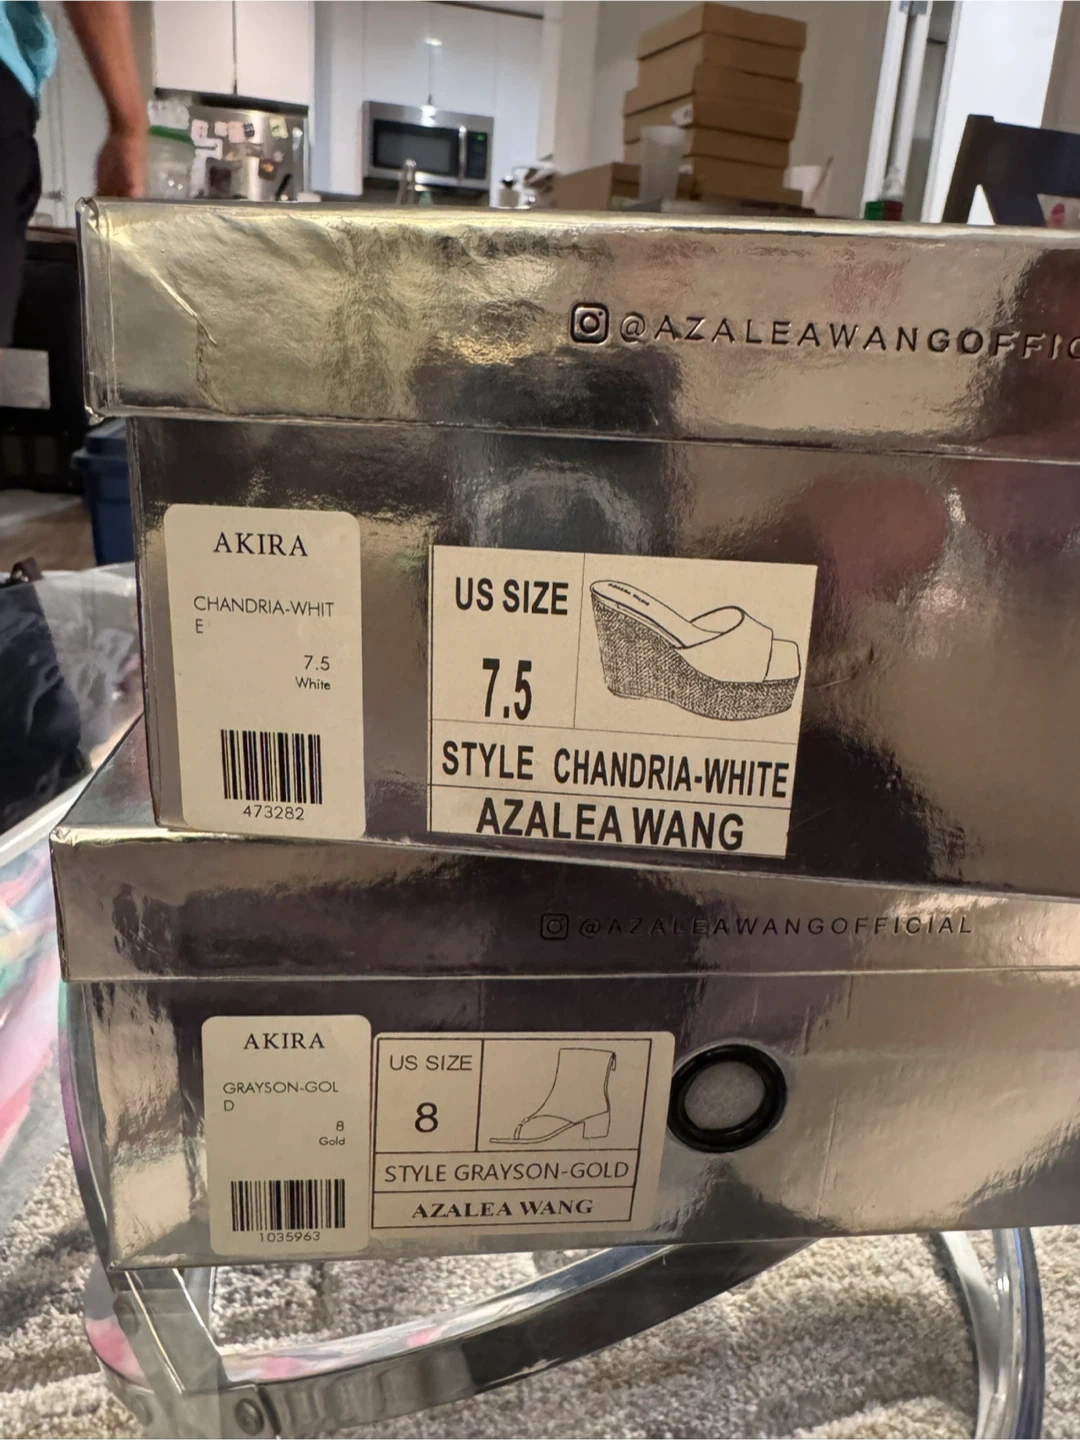 @AZALEAWANGOFFIC
AKIRA
CHANDRIA-WHIT
E
7.5
White
473282
US SIZE
7.5
STYLE CHANDRIA-WHITE
AZALEA WANG
@AZALEAWANGOFFICIAL
AKIRA
GRAYSON-GOL
D
8
Gold
1035963
US SIZE
8
STYLE GRAYSON-GOLD
AZALEA WANG